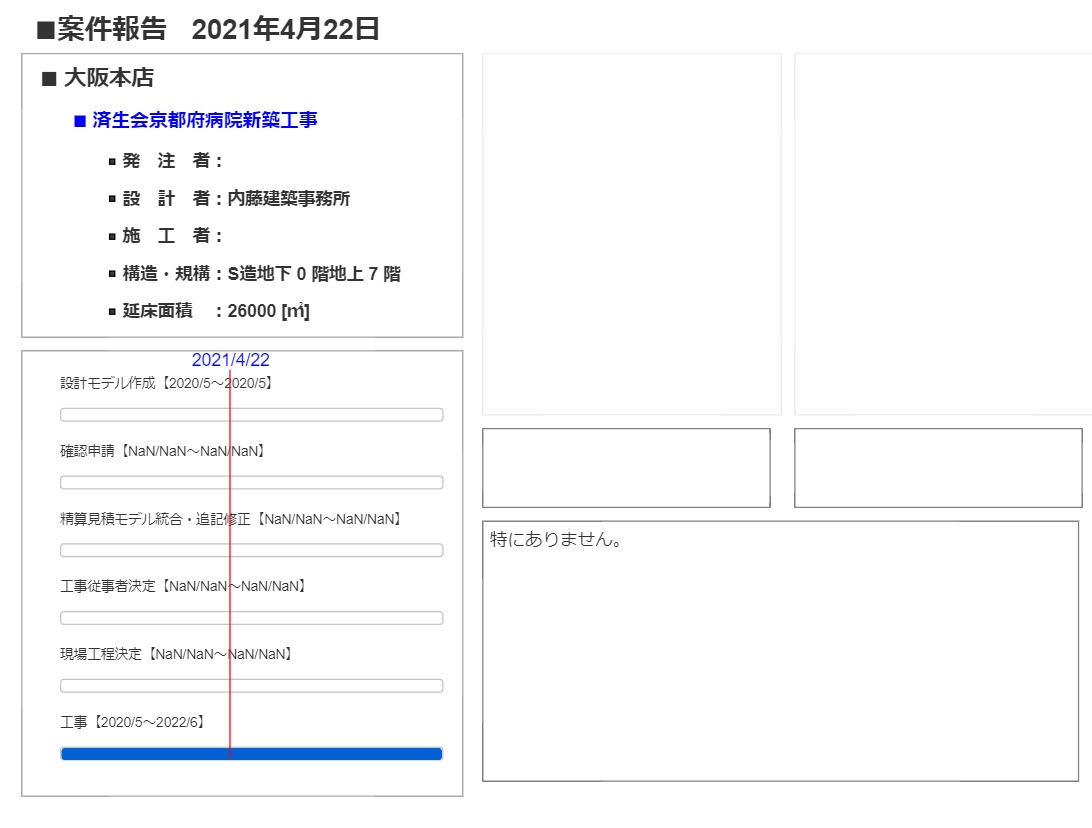 ■案件報告 2021年4月22日
■ 大阪本店
■ 済生会京都府病院新築工事
▪ 発 注 者：
▪ 設 計 者：内藤建築事務所
▪ 施 工 者：
▪ 構造・規構：S造地下 0 階地上 7 階
▪ 延床面積 ：26000 [㎡]
2021/4/22
設計モデル作成【2020/5～2020/5】
確認申請【NaN/NaN～NaN/NaN】
精算見積モデル統合・追記修正【NaN/NaN～NaN/NaN】
工事従事者決定【NaN/NaN～NaN/NaN】
現場工程決定【NaN/NaN～NaN/NaN】
工事【2020/5～2022/6】
特にありません。